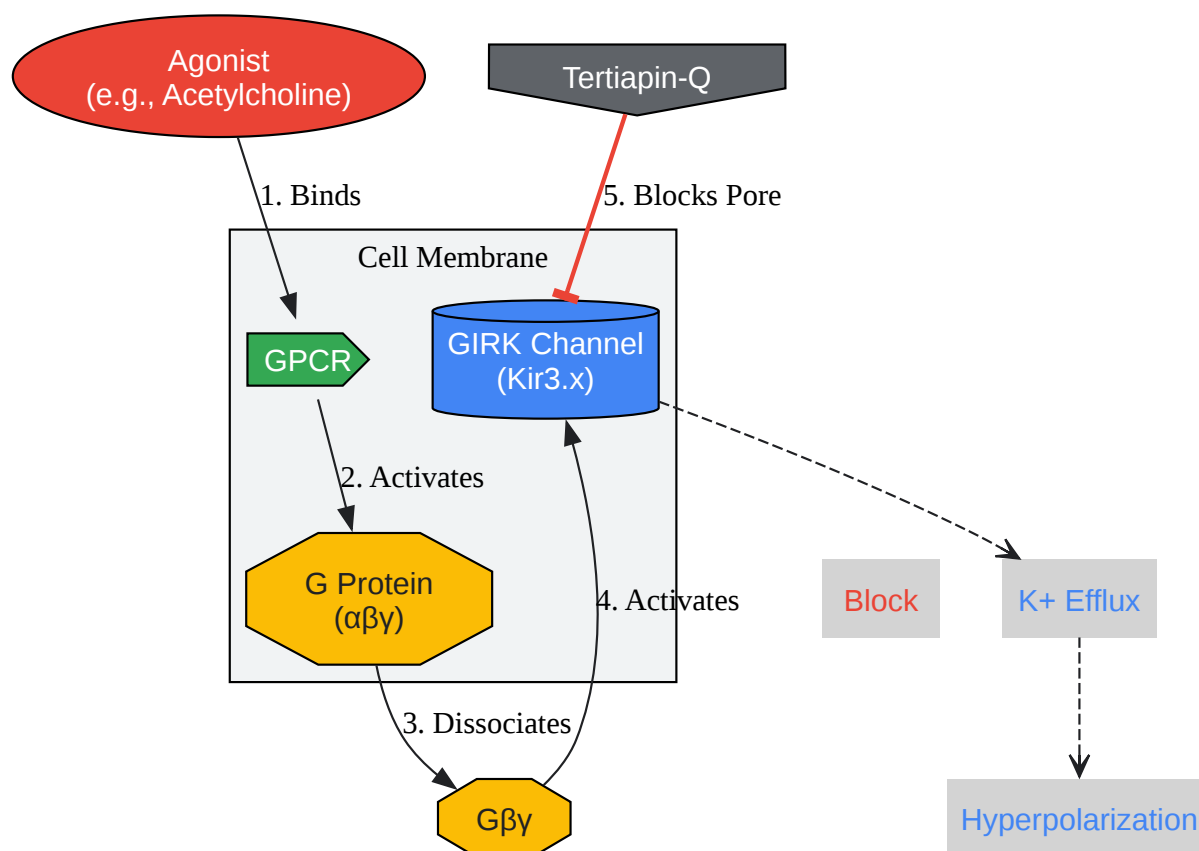 Agonist
(e.g., Acetylcholine)
Tertiapin-Q
1. Binds
5. Blocks Pore
Cell Membrane
GPCR
GIRK Channel
(Kir3.x)
2. Activates
G Protein
(αβγ)
4. Activates
Block
K+ Efflux
3. Dissociates
Gβγ
Hyperpolarization